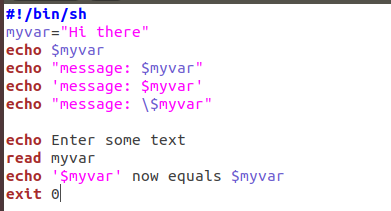 #!/bin/sh
myvar="Hi there"
echo $myvar
echo "message: $myvar"
echo 'message: $myvar'
echo "message: \$myvar"
echo Enter some text
read myvar
echo '$myvar' now equals $myvar
exit 0